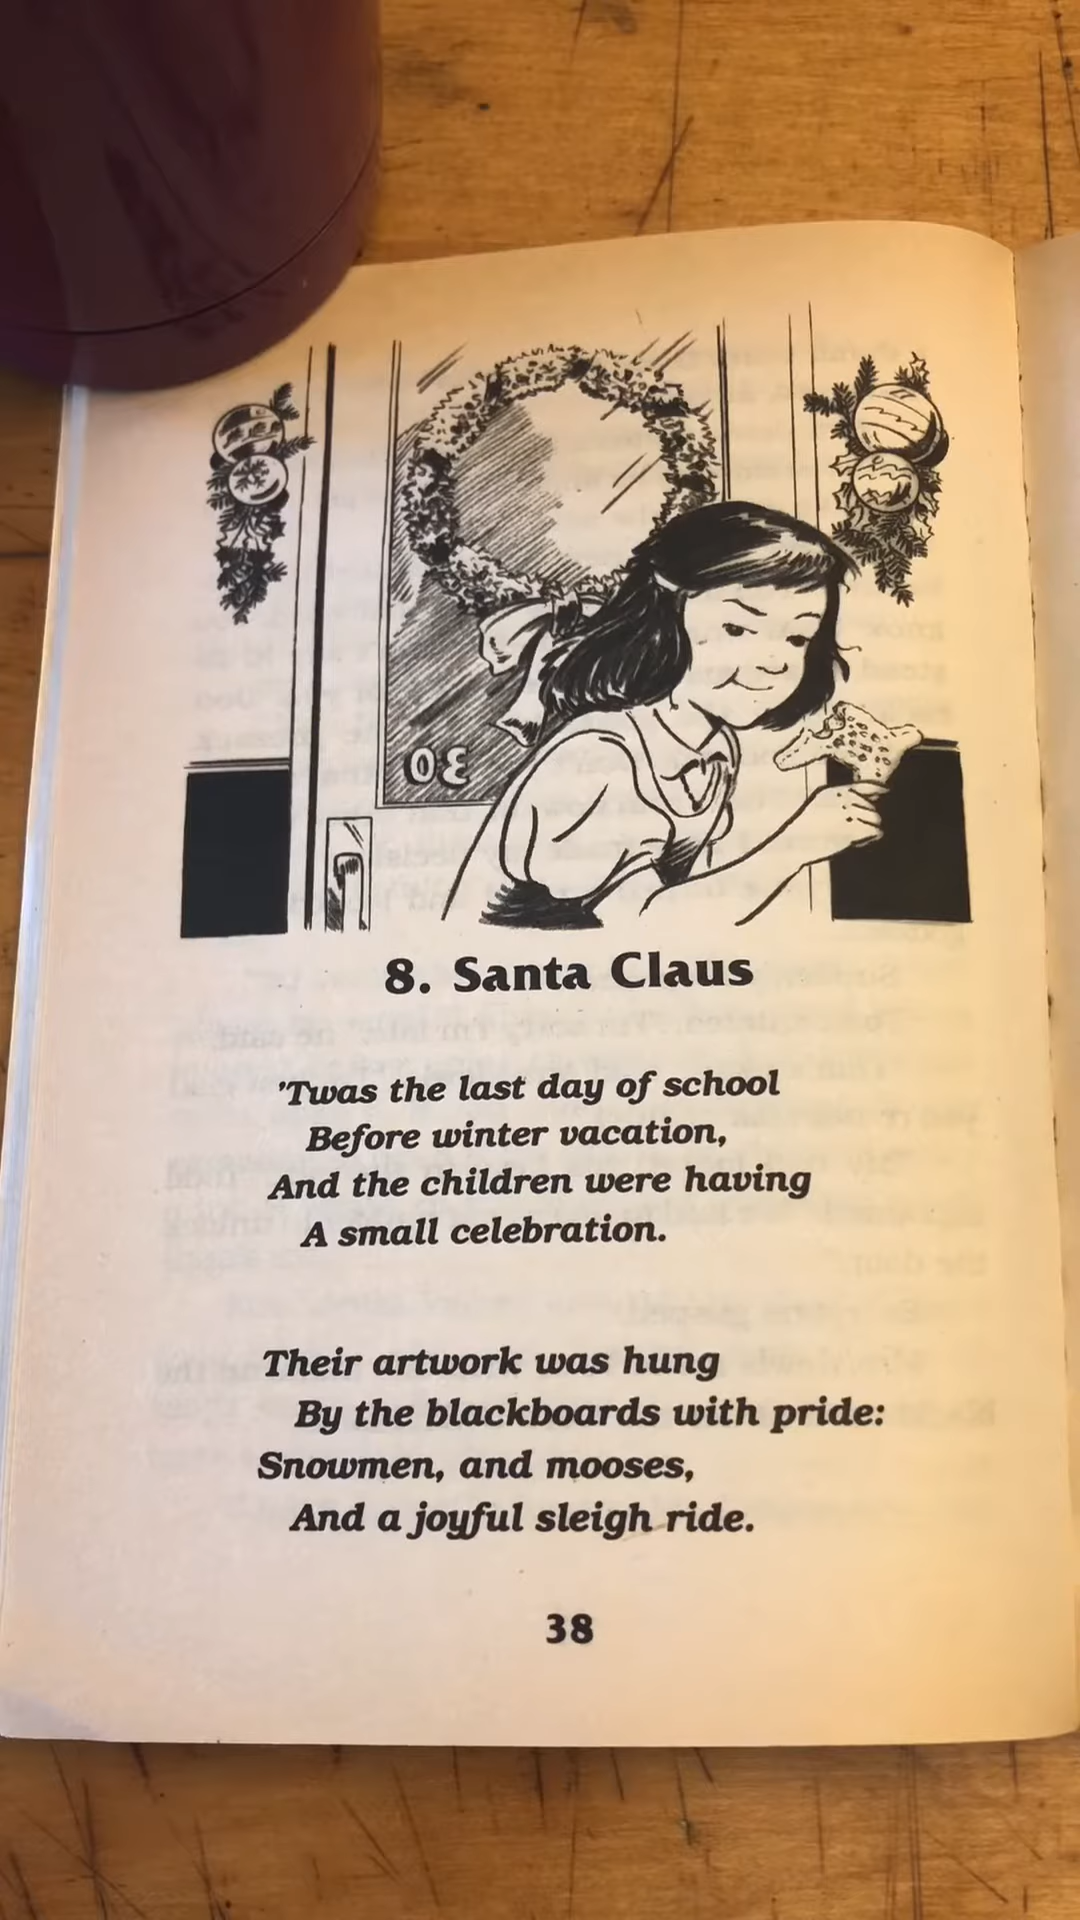 30
8. Santa Claus
’Twas the last day of school
Before winter vacation,
And the children were having
A small celebration.
Their artwork was hung
By the blackboards with pride:
Snowmen, and mooses,
And a joyful sleigh ride.
38